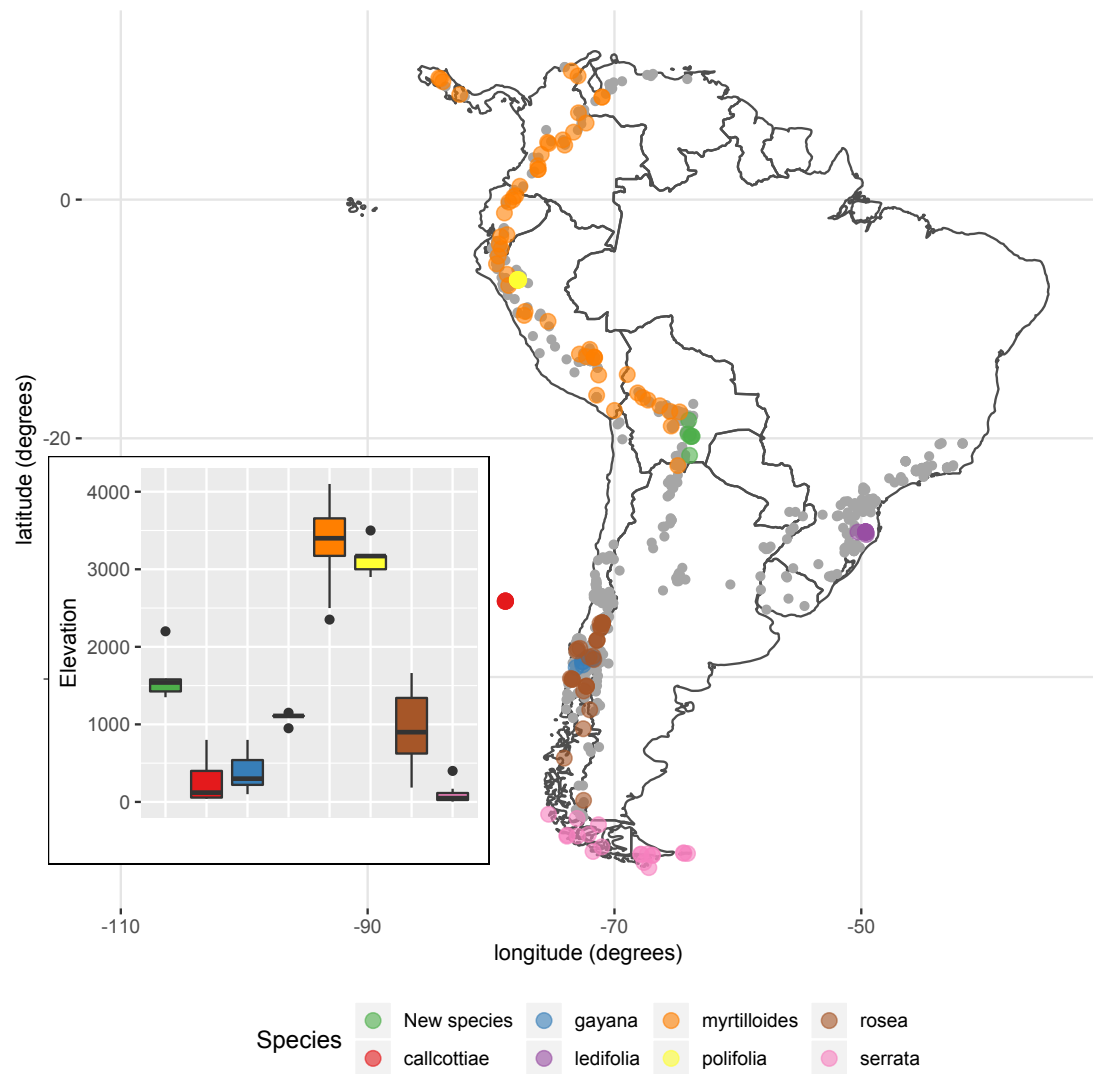 0
-20
latitude (degrees)
4000
3000
2000
1000
0
Elevation
-110
-90
-70
-50
longitude (degrees)
Species
New species
gayana
myrtilloides
rosea
callcottiae
ledifolia
polifolia
serrata